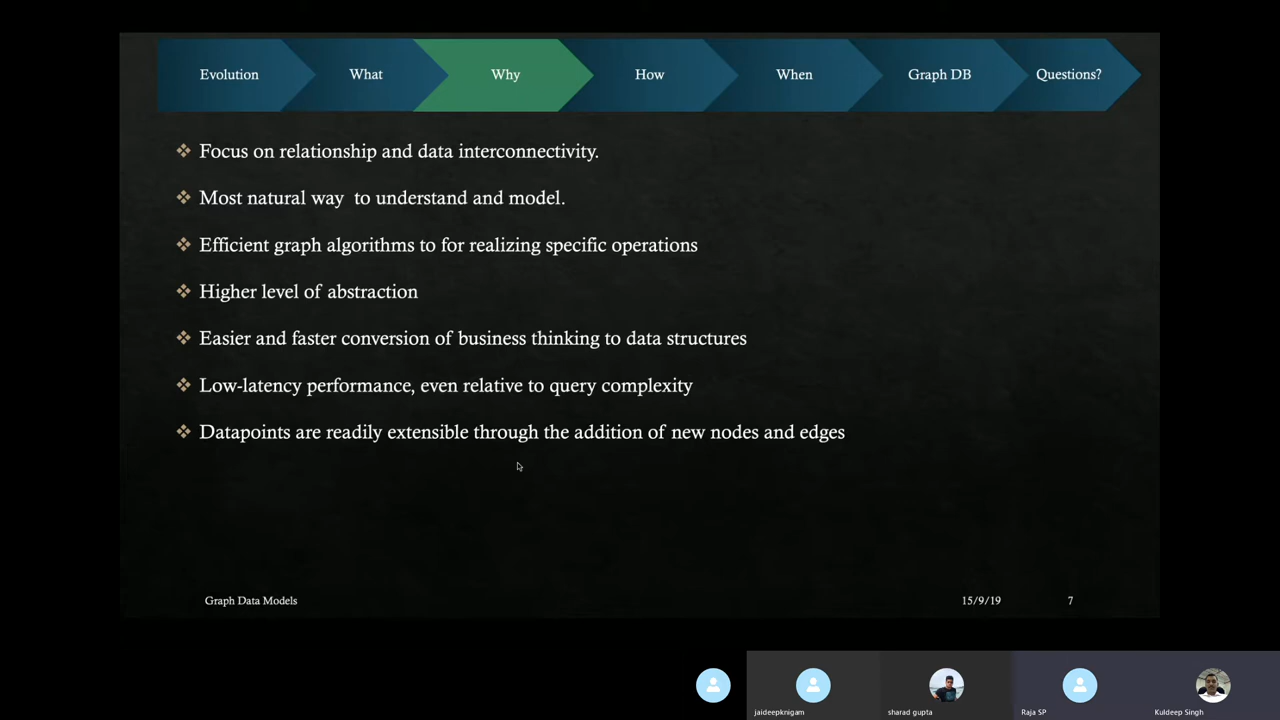 Evolution
What
Why
How
When
Graph DB
Questions?
Focus on relationship and data interconnectivity.
Most natural way to understand and model.
Efficient graph algorithms to for realizing specific operations
Higher level of abstraction
Easier and faster conversion of business thinking to data structures
Low-latency performance, even relative to query complexity
Datapoints are readily extensible through the addition of new nodes and edges
Graph Data Models
15/9/19
7
jaideepknigam
sharad gupta
Raja SP
Kuldeep Singh